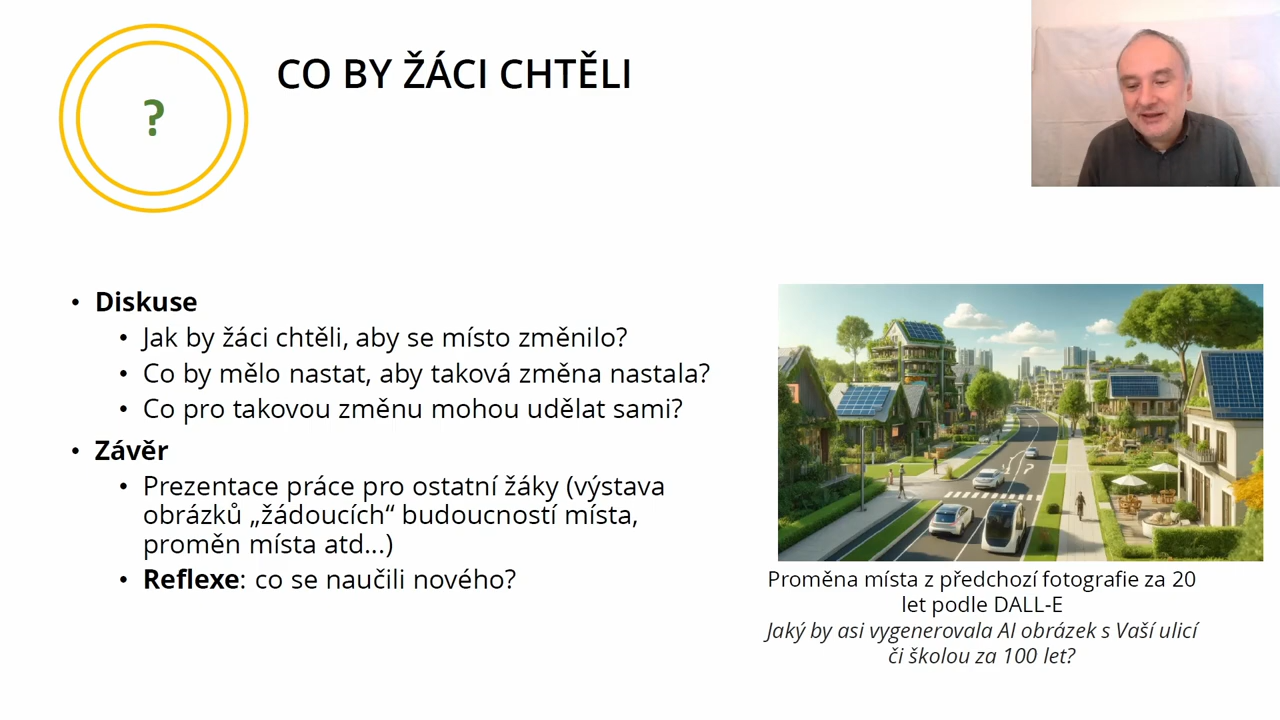 ?
CO BY ŽÁCI CHTĚLI
• Diskuse
• Jak by žáci chtěli, aby se místo změnilo?
• Co by mělo nastat, aby taková změna nastala?
• Co pro takovou změnu mohou udělat sami?
• Závěr
• Prezentace práce pro ostatní žáky (výstava
obrázků „žádoucích“ budoucností místa,
proměn místa atd...)
• Reflexe: co se naučili nového?
Proměna místa z předchozí fotografie za 20
let podle DALL-E
Jaký by asi vygenerovala AI obrázek s Vaší ulicí
či školou za 100 let?